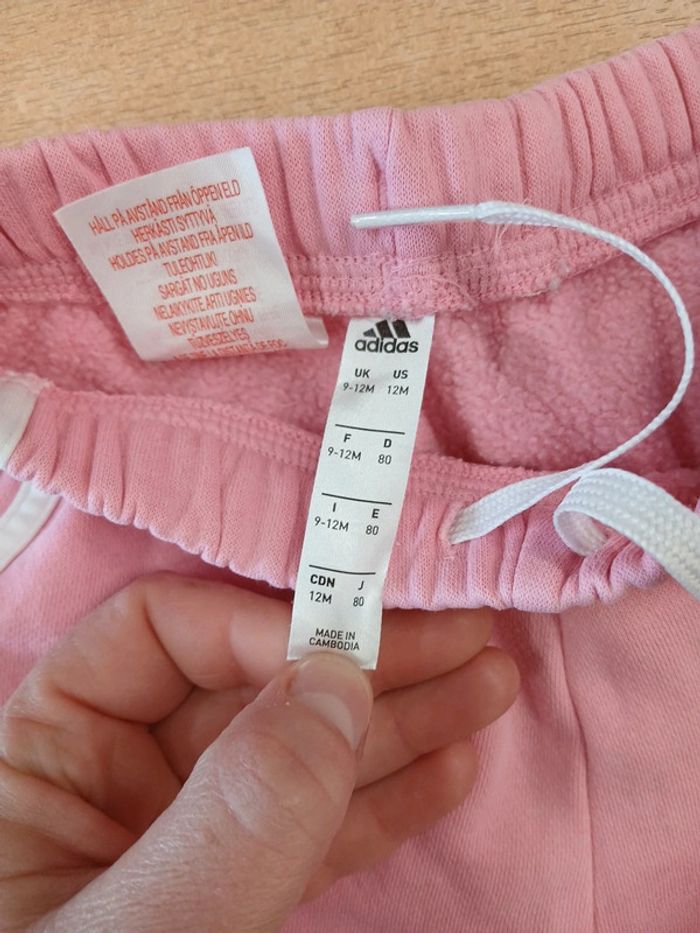 HÅLL PÅ AVSTÅND FRÅN ÖPPEN ELD
HERKÄSTI SYTTYVÄ
HOLDES PÅ AVSTAND FRA ÅPEN ILD
TULEOHTLIK!
SARGĀT NO UGUNS
NELAIKYKITE ARTI UGNIES
NEVYSTAVUJTE OHNU
TŰZVESZÉLYES
adidas
UK US
9-12M 12M
F D
9-12M 80
I E
9-12M 80
CDN J
12M 80
MADE IN
CAMBODIA